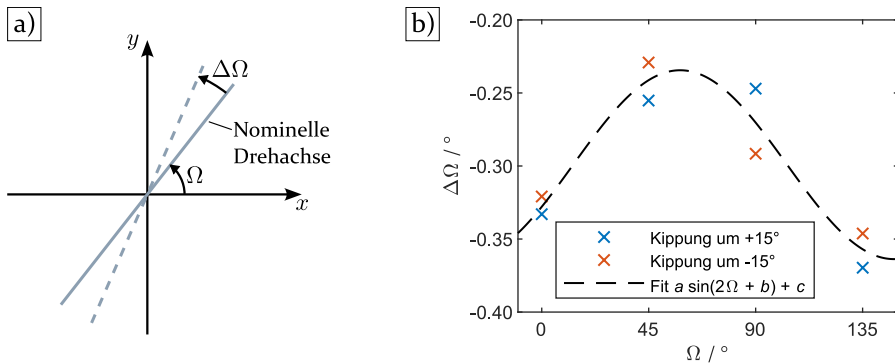 a)
y
ΔΩ
Nominelle
Drehachse
Ω
x
b)
ΔΩ / °
-0.20
-0.25
-0.30
-0.35
-0.40
Kippung um +15°
Kippung um -15°
Fit a sin(2Ω + b) + c
0
45
90
135
Ω / °